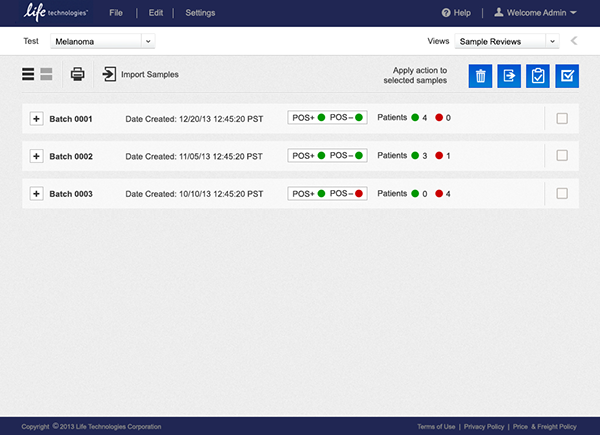 life technologies™ File Edit Settings Help Welcome Admin
Test Melanoma Views Sample Reviews
Import Samples Apply action to
selected samples
Batch 0001 Date Created: 12/20/13 12:45:20 PST POS+ POS– Patients 4 0
Batch 0002 Date Created: 11/05/13 12:45:20 PST POS+ POS– Patients 3 1
Batch 0003 Date Created: 10/10/13 12:45:20 PST POS+ POS– Patients 0 4
Copyright ©2013 Life Technologies Corporation Terms of Use | Privacy Policy | Price & Freight Policy